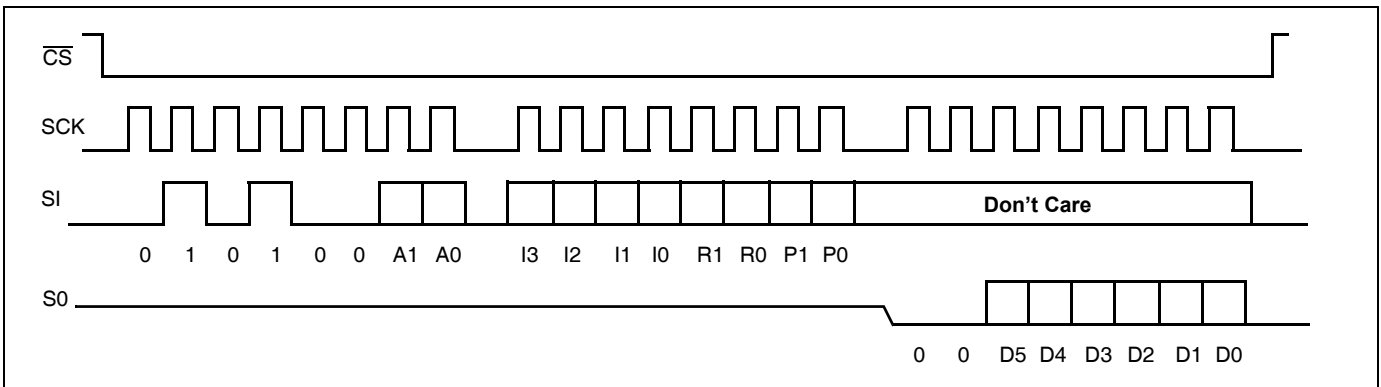 CS
SCK
SI
Don't Care
0 1 0 1 0 0 A1 A0 I3 I2 I1 I0 R1 R0 P1 P0
S0
0 0 D5 D4 D3 D2 D1 D0